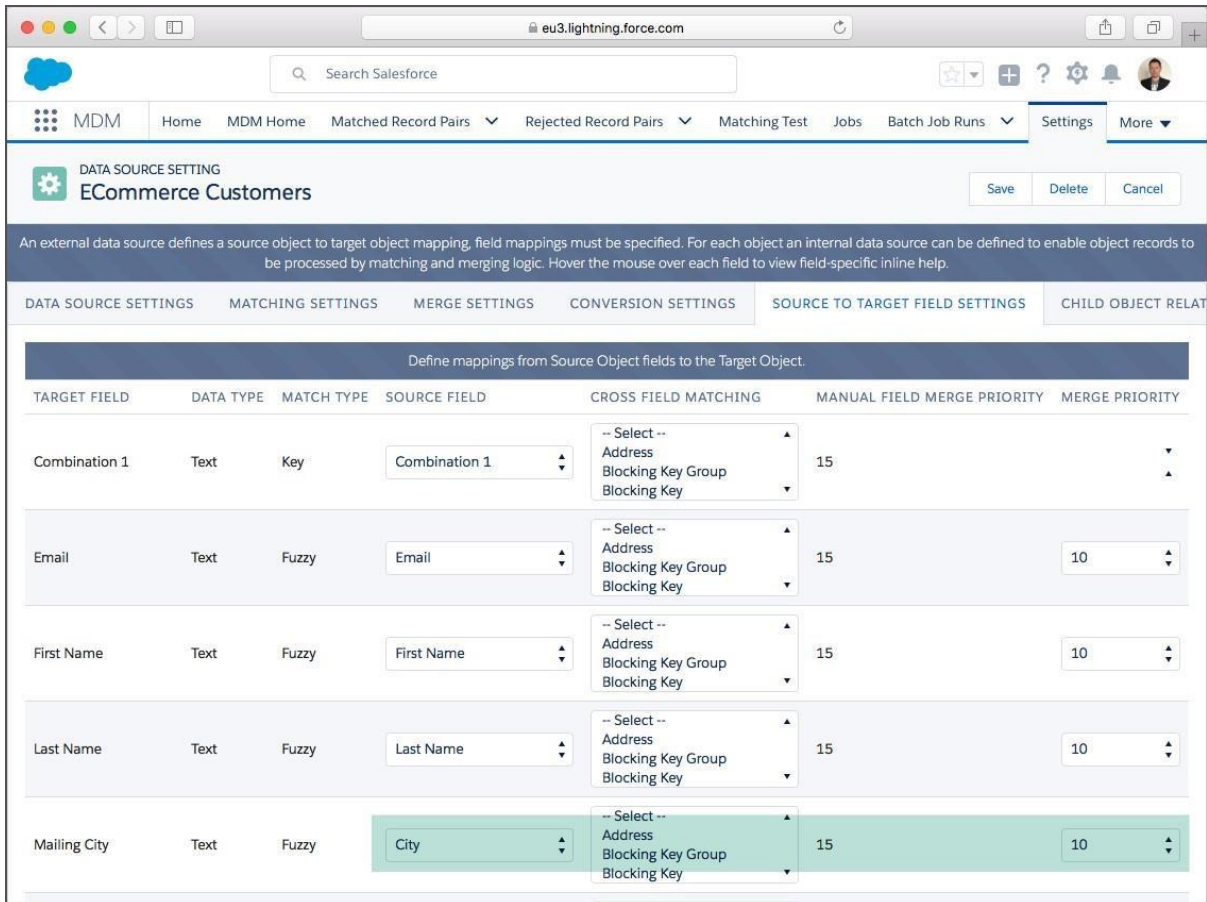 eu3.lightning.force.com
Search Salesforce
MDM Home MDM Home Matched Record Pairs Rejected Record Pairs Matching Test Jobs Batch Job Runs Settings More
DATA SOURCE SETTING
ECommerce Customers
Save Delete Cancel
An external data source defines a source object to target object mapping, field mappings must be specified. For each object an internal data source can be defined to enable object records to
be processed by matching and merging logic. Hover the mouse over each field to view field-specific inline help.
DATA SOURCE SETTINGS MATCHING SETTINGS MERGE SETTINGS CONVERSION SETTINGS SOURCE TO TARGET FIELD SETTINGS CHILD OBJECT RELAT
Define mappings from Source Object fields to the Target Object.
TARGET FIELD DATA TYPE MATCH TYPE SOURCE FIELD CROSS FIELD MATCHING MANUAL FIELD MERGE PRIORITY MERGE PRIORITY
-- Select --
Address
Combination 1 Text Key Combination 1 Blocking Key Group 15
Blocking Key
-- Select --
Address
Email Text Fuzzy Email Blocking Key Group 15 10
Blocking Key
-- Select --
Address
First Name Text Fuzzy First Name Blocking Key Group 15 10
Blocking Key
-- Select --
Address
Last Name Text Fuzzy Last Name Blocking Key Group 15 10
Blocking Key
-- Select --
Address
Mailing City Text Fuzzy City Blocking Key Group 15 10
Blocking Key